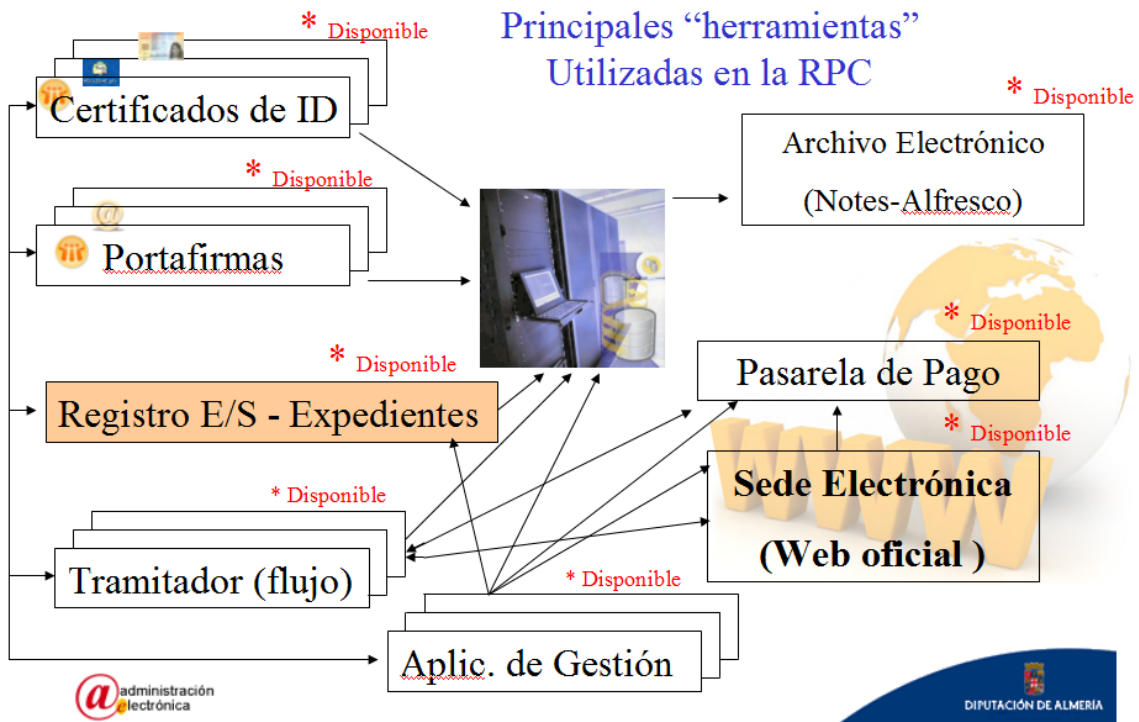 Principales “herramientas”
Utilizadas en la RPC
* Disponible
Certificados de ID
* Disponible
Archivo Electrónico
(Notes-Alfresco)
* Disponible
Portafirmas
* Disponible
Pasarela de Pago
* Disponible
Registro E/S - Expedientes
* Disponible
Sede Electrónica
(Web oficial )
www
* Disponible
Tramitador (flujo)
* Disponible
Aplic. de Gestión
@ administración
electrónica
DIPUTACIÓN DE ALMERÍA